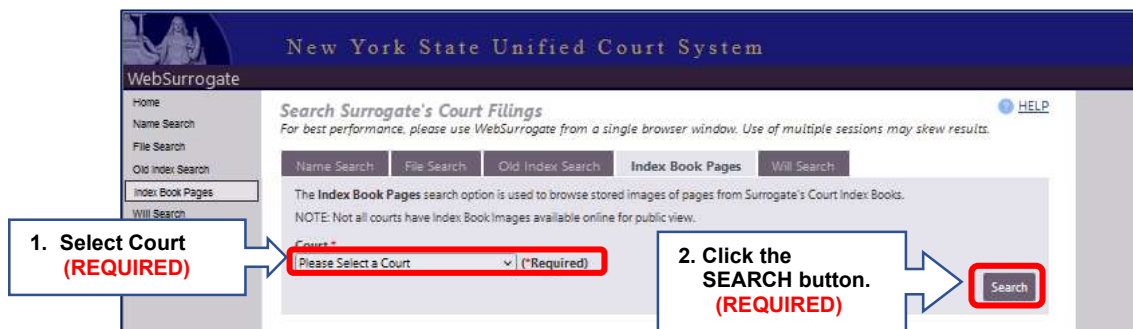 New York State Unified Court System
WebSurrogate
Home
Name Search
File Search
Old Index Search
Index Book Pages
Will Search
Search Surrogate's Court Filings
HELP
For best performance, please use WebSurrogate from a single browser window. Use of multiple sessions may skew results.
Name Search File Search Old Index Search Index Book Pages Will Search
The Index Book Pages search option is used to browse stored images of pages from Surrogate's Court Index Books.
NOTE: Not all courts have Index Book Images available online for public view.
Court *
Please Select a Court (*Required)
Search
1. Select Court
(REQUIRED)
2. Click the
SEARCH button.
(REQUIRED)